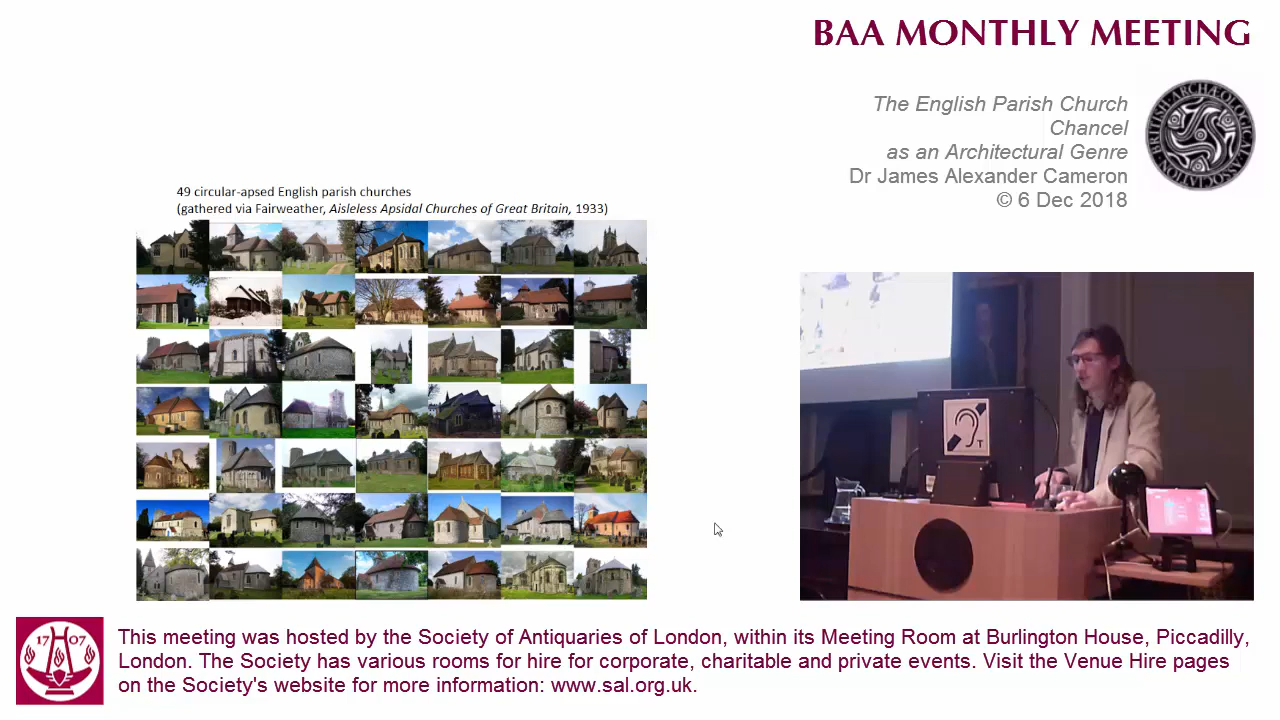 BAA MONTHLY MEETING
The English Parish Church
Chancel
as an Architectural Genre
Dr James Alexander Cameron
© 6 Dec 2018
BRITISH · ARCHÆOLOGICAL · ASSOCIATION
49 circular-apsed English parish churches
(gathered via Fairweather, Aisleless Apsidal Churches of Great Britain, 1933)
T
1707
This meeting was hosted by the Society of Antiquaries of London, within its Meeting Room at Burlington House, Piccadilly,
London. The Society has various rooms for hire for corporate, charitable and private events. Visit the Venue Hire pages
on the Society's website for more information: www.sal.org.uk.